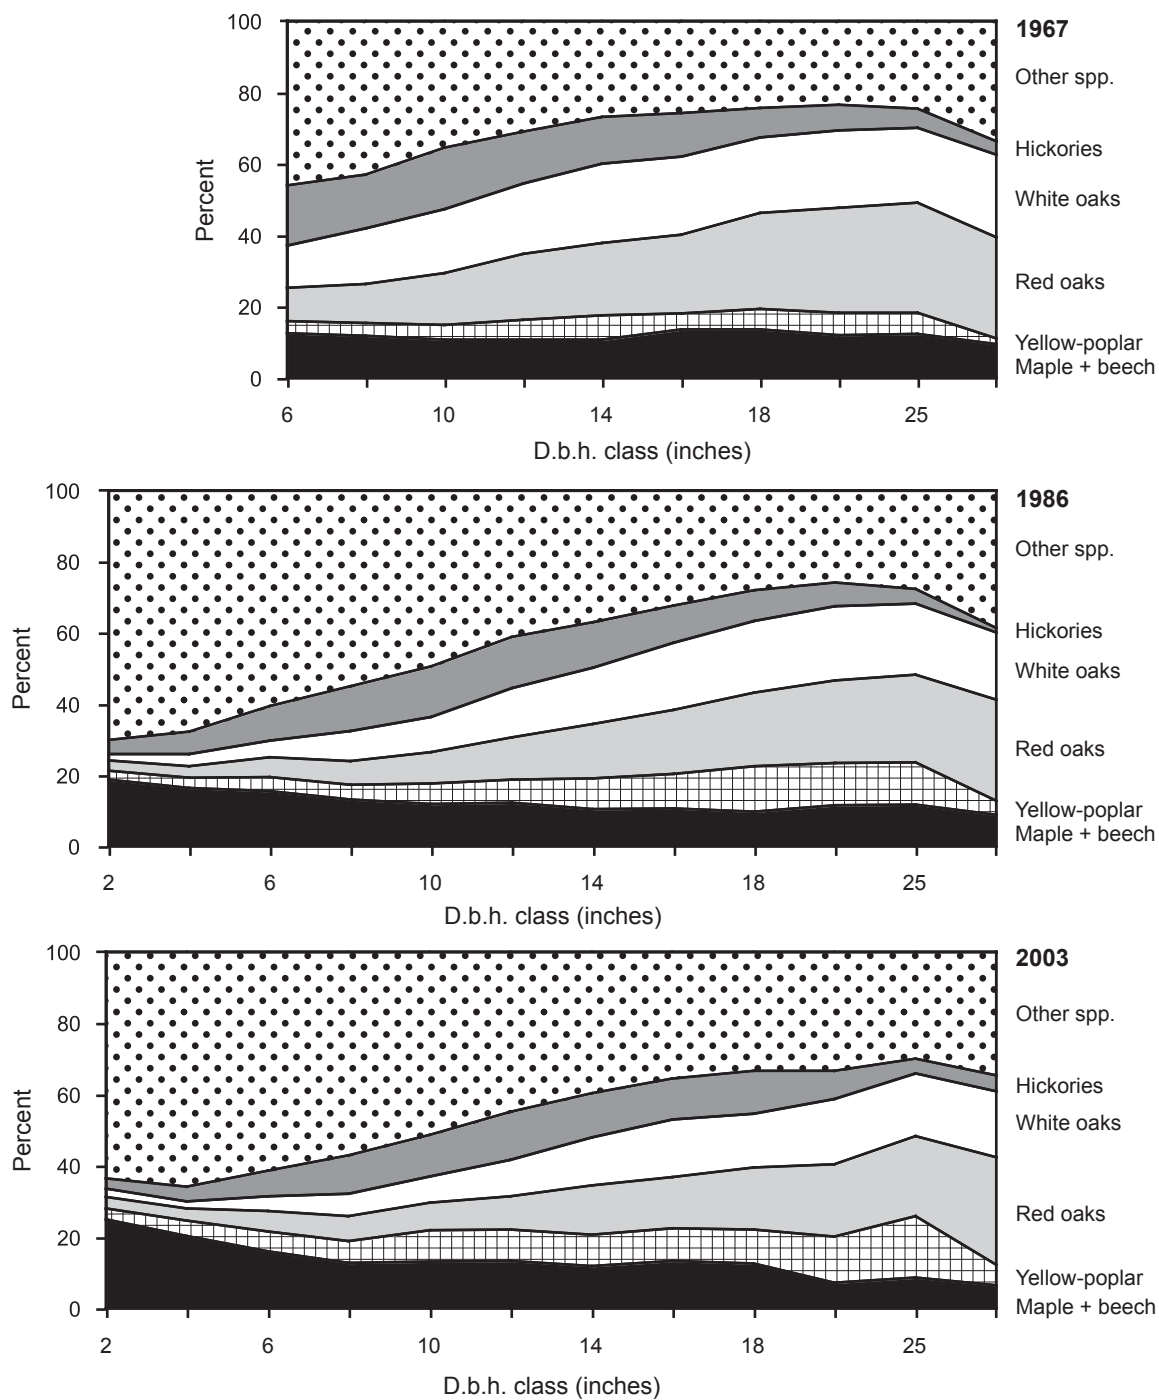 100
80
60
40
20
0
Percent
6
10
14
18
25
D.b.h. class (inches)
1967
Other spp.
Hickories
White oaks
Red oaks
Yellow-poplar
Maple + beech
100
80
60
40
20
0
Percent
2
6
10
14
18
25
D.b.h. class (inches)
1986
Other spp.
Hickories
White oaks
Red oaks
Yellow-poplar
Maple + beech
100
80
60
40
20
0
Percent
2
6
10
14
18
25
D.b.h. class (inches)
2003
Other spp.
Hickories
White oaks
Red oaks
Yellow-poplar
Maple + beech